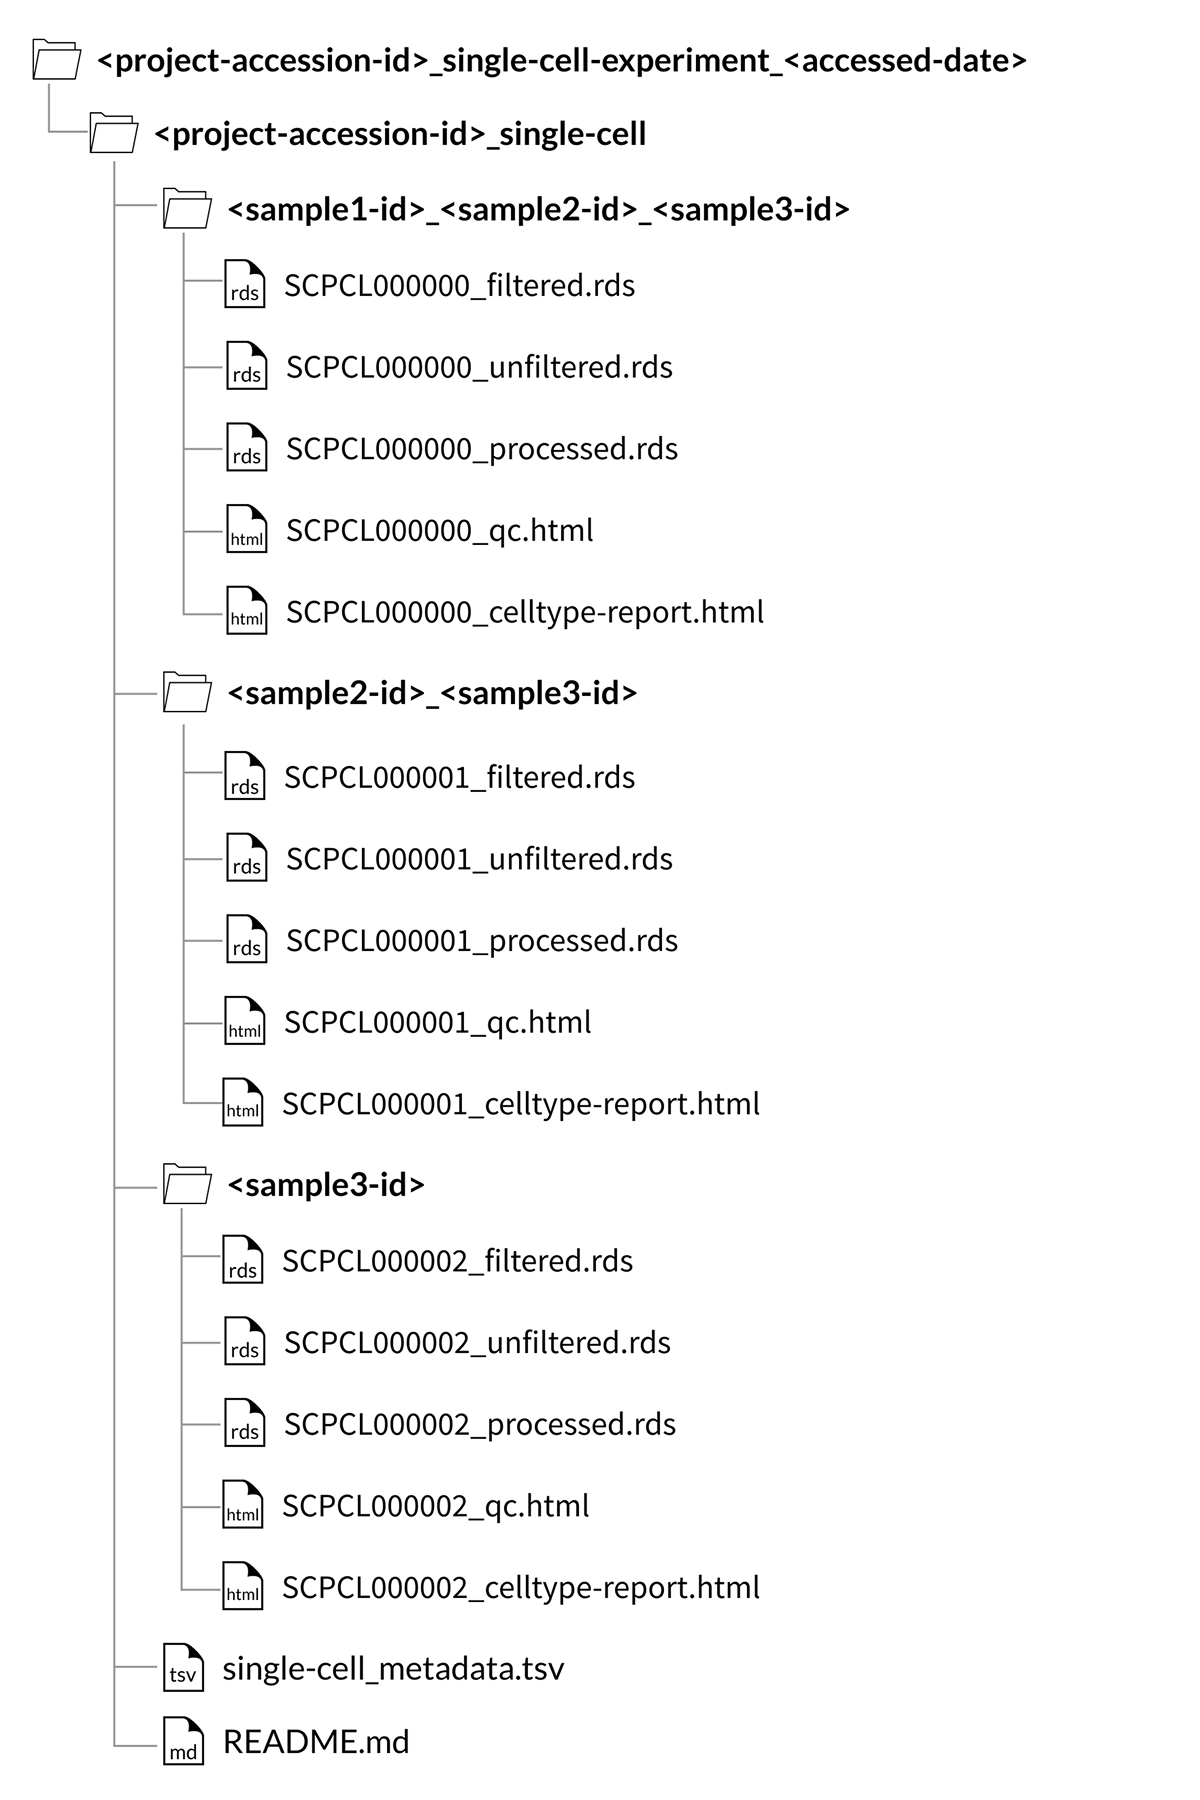 <project-accession-id>_single-cell-experiment_<accessed-date>
<project-accession-id>_single-cell
<sample1-id>_<sample2-id>_<sample3-id>
rds SCPCL000000_filtered.rds
rds SCPCL000000_unfiltered.rds
rds SCPCL000000_processed.rds
html SCPCL000000_qc.html
html SCPCL000000_celltype-report.html
<sample2-id>_<sample3-id>
rds SCPCL000001_filtered.rds
rds SCPCL000001_unfiltered.rds
rds SCPCL000001_processed.rds
html SCPCL000001_qc.html
html SCPCL000001_celltype-report.html
<sample3-id>
rds SCPCL000002_filtered.rds
rds SCPCL000002_unfiltered.rds
rds SCPCL000002_processed.rds
html SCPCL000002_qc.html
html SCPCL000002_celltype-report.html
tsv single-cell_metadata.tsv
md README.md